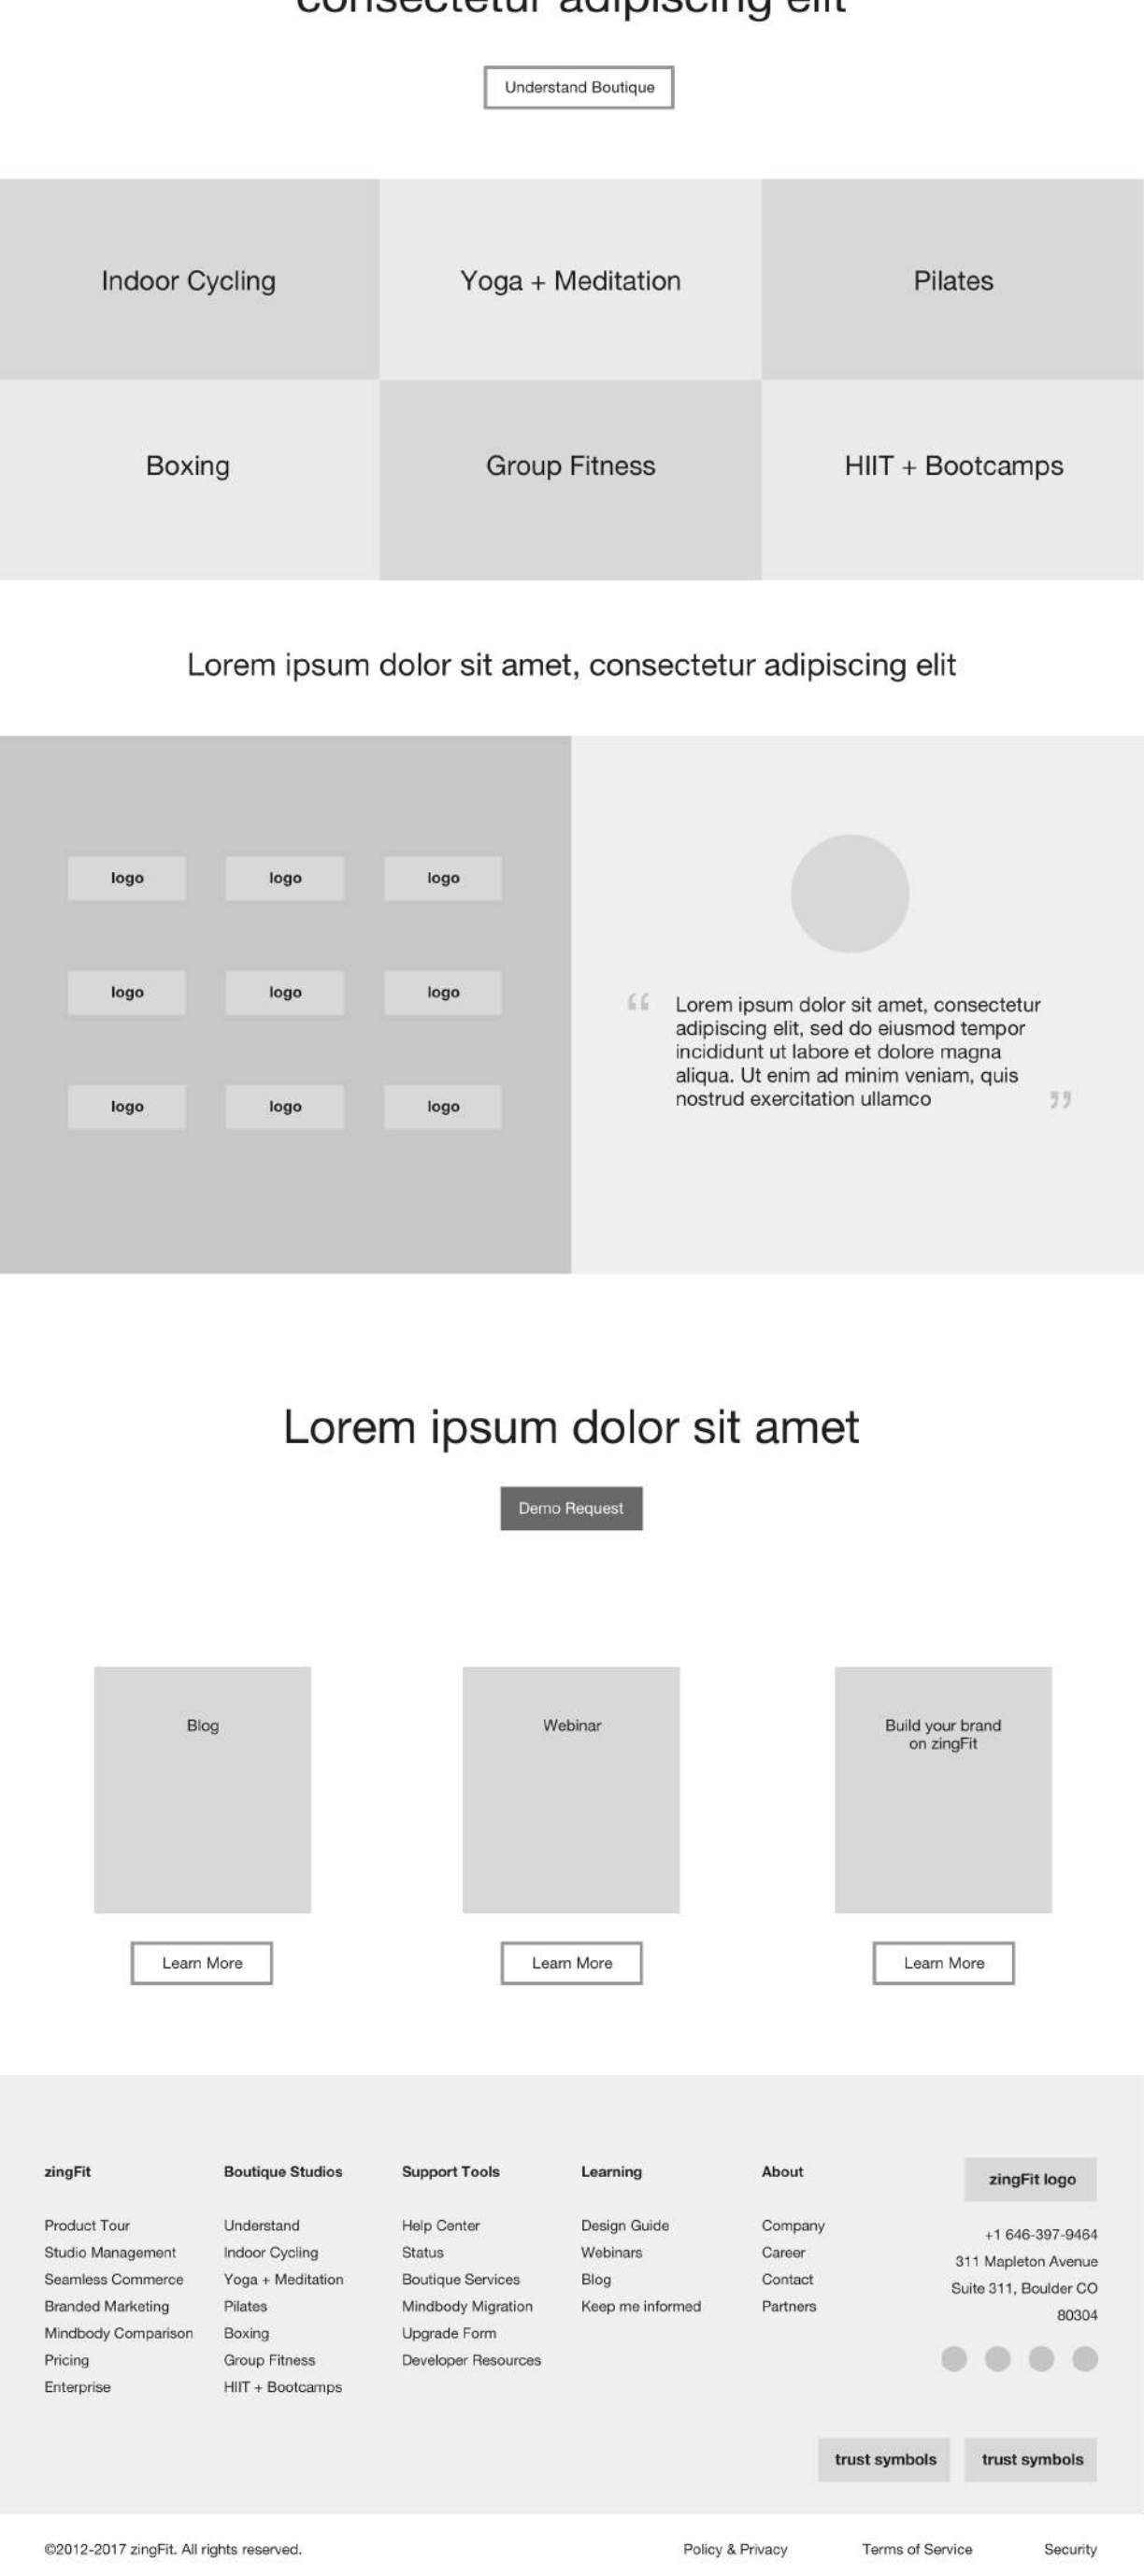 consectetur adipiscing elit
Understand Boutique
Indoor Cycling
Yoga + Meditation
Pilates
Boxing
Group Fitness
HIIT + Bootcamps
Lorem ipsum dolor sit amet, consectetur adipiscing elit
logo
logo
logo
logo
logo
logo
logo
logo
logo
“ Lorem ipsum dolor sit amet, consectetur
adipiscing elit, sed do eiusmod tempor
incididunt ut labore et dolore magna
aliqua. Ut enim ad minim veniam, quis
nostrud exercitation ullamco ”
Lorem ipsum dolor sit amet
Demo Request
Blog
Webinar
Build your brand
on zingFit
Learn More
Learn More
Learn More
zingFit
Product Tour
Studio Management
Seamless Commerce
Branded Marketing
Mindbody Comparison
Pricing
Enterprise
Boutique Studios
Understand
Indoor Cycling
Yoga + Meditation
Pilates
Boxing
Group Fitness
HIIT + Bootcamps
Support Tools
Help Center
Status
Boutique Services
Mindbody Migration
Upgrade Form
Developer Resources
Learning
Design Guide
Webinars
Blog
Keep me informed
About
Company
Career
Contact
Partners
zingFit logo
+1 646-397-9464
311 Mapleton Avenue
Suite 311, Boulder CO
80304
trust symbols
trust symbols
©2012-2017 zingFit. All rights reserved.
Policy & Privacy
Terms of Service
Security